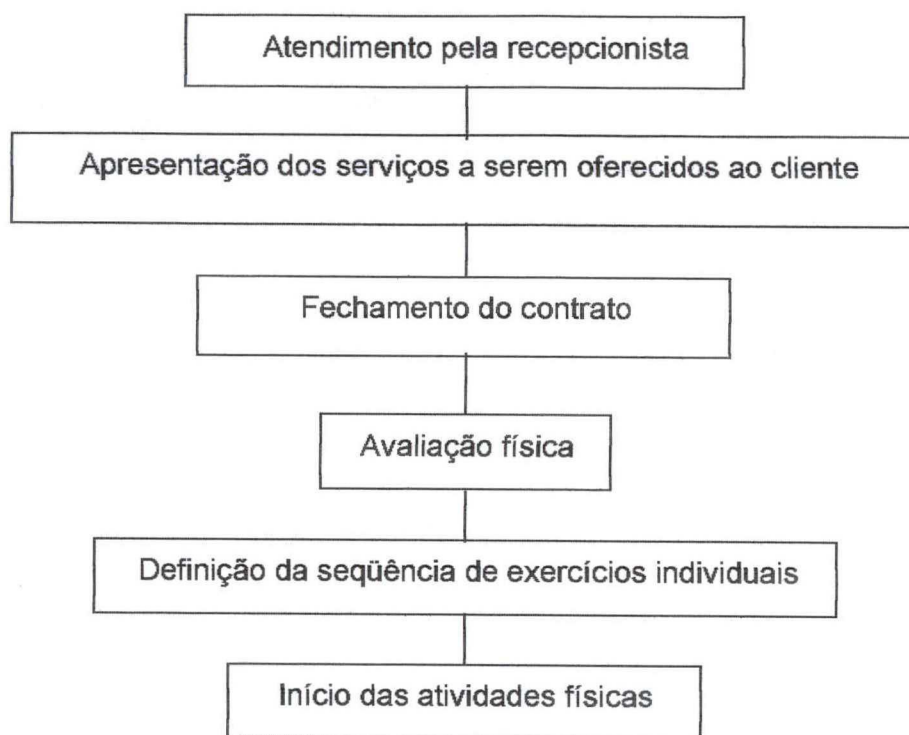 Atendimento pela recepcionista
Apresentação dos serviços a serem oferecidos ao cliente
Fechamento do contrato
Avaliação física
Definição da seqüência de exercícios individuais
Início das atividades físicas